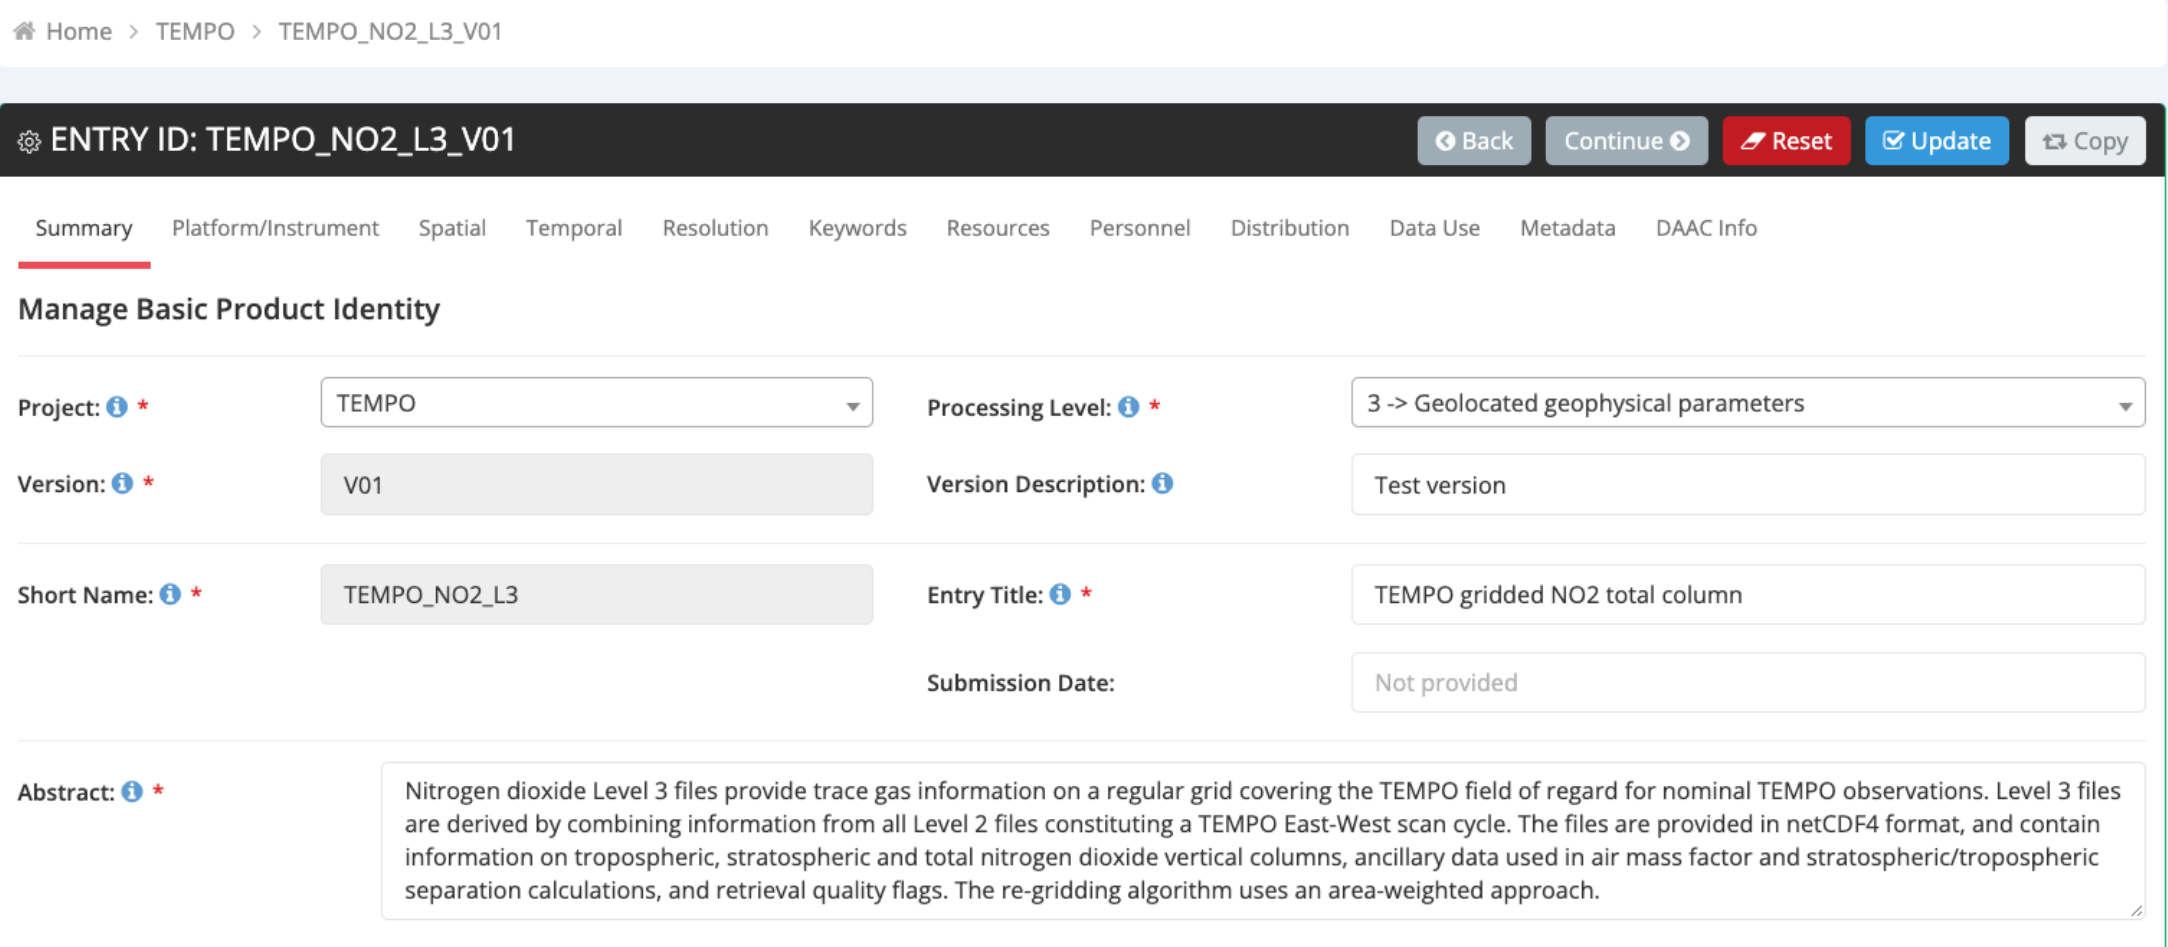 Home > TEMPO > TEMPO_NO2_L3_V01
ENTRY ID: TEMPO_NO2_L3_V01
Back
Continue
Reset
Update
Copy
Summary
Platform/Instrument
Spatial
Temporal
Resolution
Keywords
Resources
Personnel
Distribution
Data Use
Metadata
DAAC Info
Manage Basic Product Identity
Project: *
TEMPO
Processing Level: *
3 -> Geolocated geophysical parameters
Version: *
V01
Version Description:
Test version
Short Name: *
TEMPO_NO2_L3
Entry Title: *
TEMPO gridded NO2 total column
Submission Date:
Not provided
Abstract: *
Nitrogen dioxide Level 3 files provide trace gas information on a regular grid covering the TEMPO field of regard for nominal TEMPO observations. Level 3 files
are derived by combining information from all Level 2 files constituting a TEMPO East-West scan cycle. The files are provided in netCDF4 format, and contain
information on tropospheric, stratospheric and total nitrogen dioxide vertical columns, ancillary data used in air mass factor and stratospheric/tropospheric
separation calculations, and retrieval quality flags. The re-gridding algorithm uses an area-weighted approach.